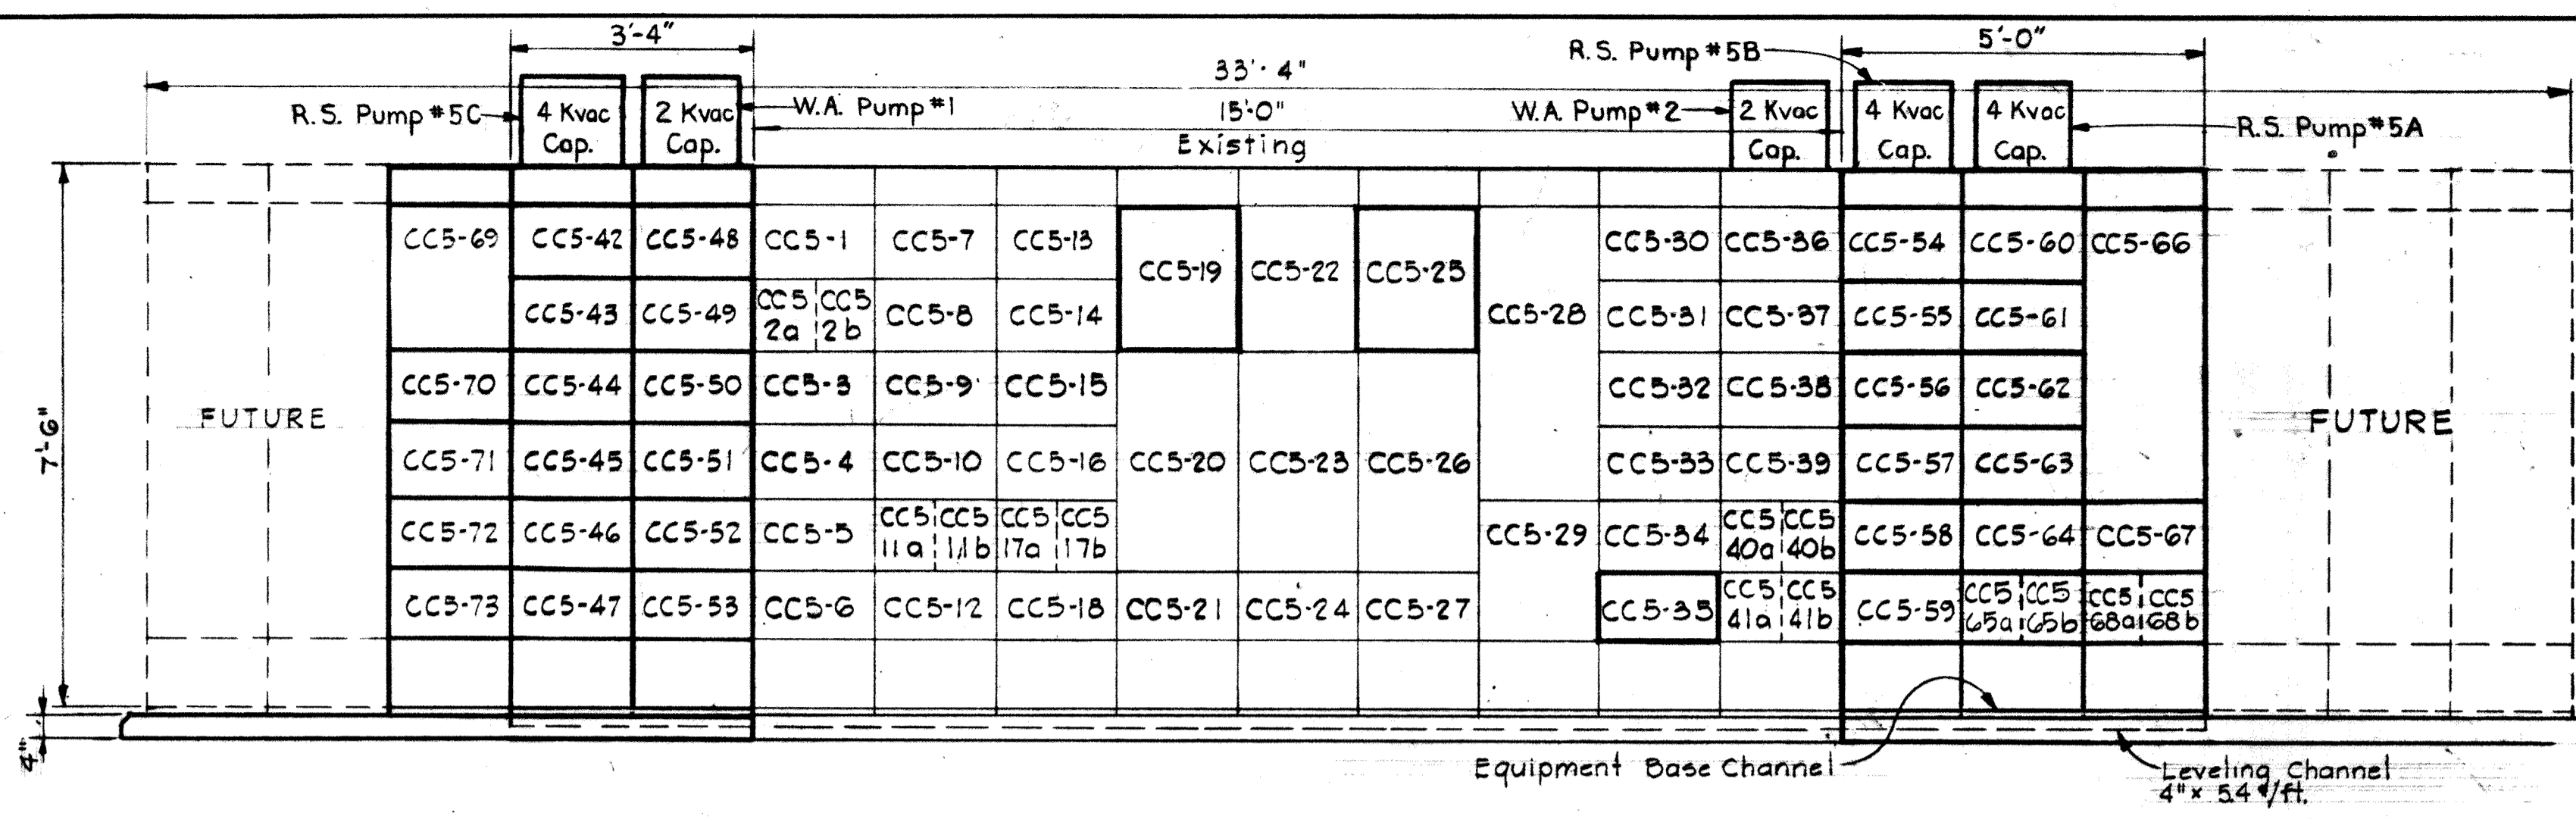 3'-4"
R.S. Pump #5B
5'-0"
33'-4"
R.S. Pump #5C
4 Kvac
Cap.
2 Kvac
Cap.
W.A. Pump #1
15'-0"
Existing
W.A. Pump #2
2 Kvac
Cap.
4 Kvac
Cap.
4 Kvac
Cap.
R.S. Pump #5A
CC5-69 CC5-42 CC5-48 CC5-1 CC5-7 CC5-13 CC5-19 CC5-22 CC5-25 CC5-30 CC5-36 CC5-54 CC5-60 CC5-66
CC5-43 CC5-49 CC5 2a CC5 2b CC5-8 CC5-14 CC5-28 CC5-31 CC5-37 CC5-55 CC5-61
CC5-70 CC5-44 CC5-50 CC5-3 CC5-9 CC5-15 CC5-32 CC5-38 CC5-56 CC5-62
FUTURE FUTURE
7'-6"
CC5-71 CC5-45 CC5-51 CC5-4 CC5-10 CC5-16 CC5-20 CC5-23 CC5-26 CC5-33 CC5-39 CC5-57 CC5-63
CC5-72 CC5-46 CC5-52 CC5-5 CC5 11a CC5 11b CC5 17a CC5 17b CC5-29 CC5-34 CC5 40a CC5 40b CC5-58 CC5-64 CC5-67
CC5-73 CC5-47 CC5-53 CC5-6 CC5-12 CC5-18 CC5-21 CC5-24 CC5-27 CC5-35 CC5 41a CC5 41b CC5-59 CC5 65a CC5 65b CC5 68a CC5 68b
4"
Equipment Base Channel
Leveling Channel
4" x 5.4 #/ft.